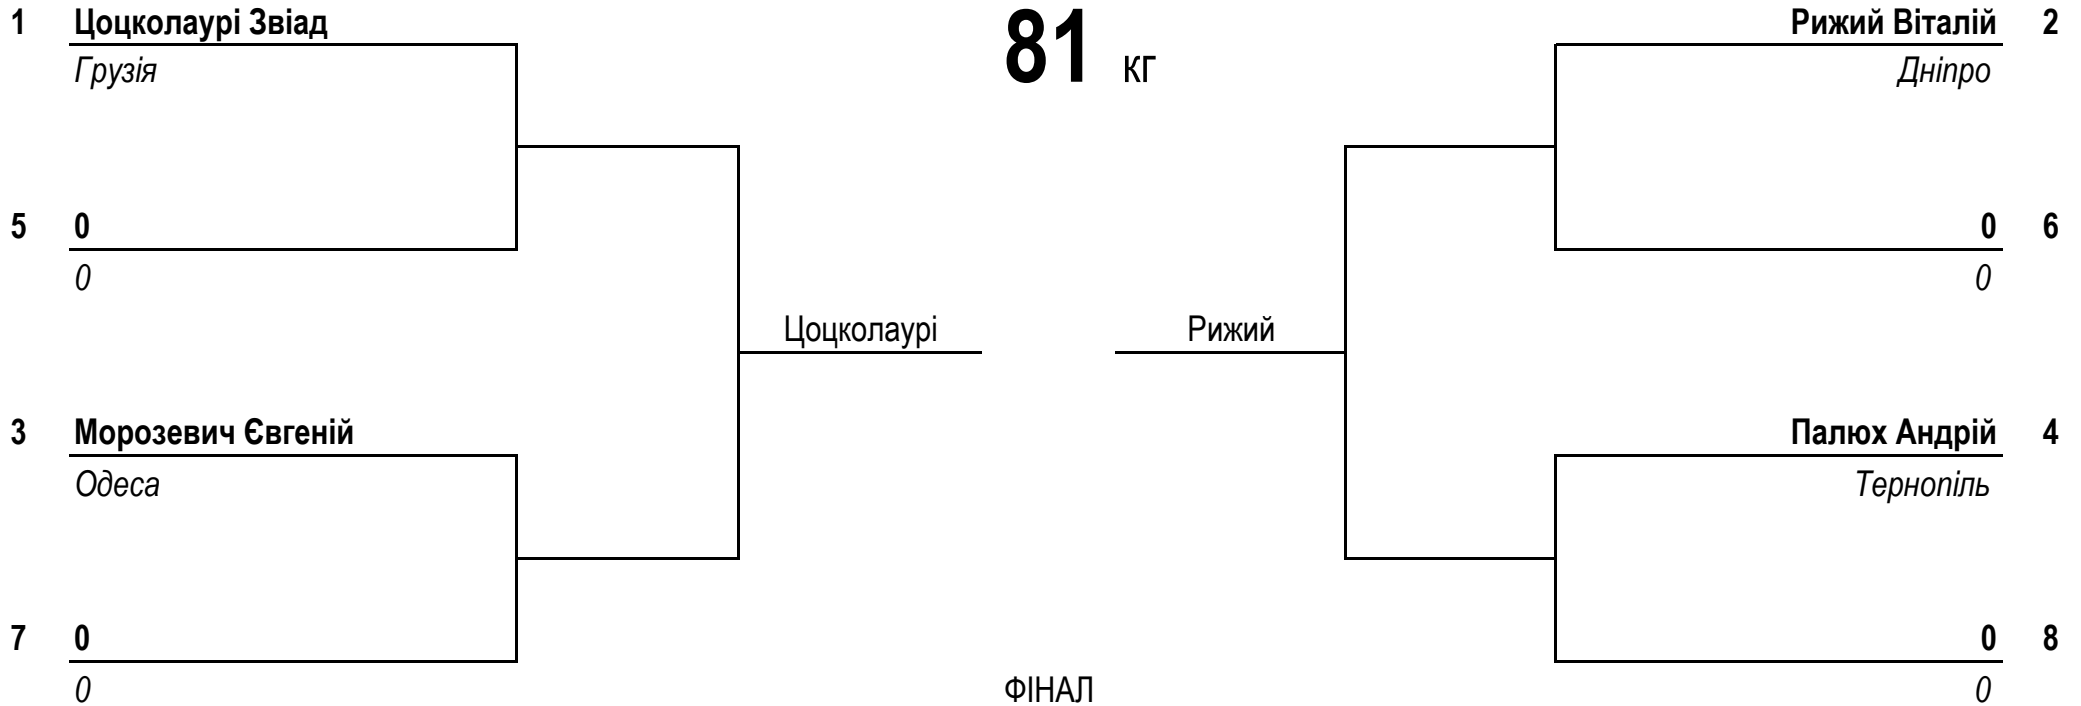 1 Цоцколаурі Звіад 81 кг Рижий Віталій 2
Грузія Дніпро
5 0 0 6
0 0
Цоцколаурі Рижий
3 Морозевич Євгеній Палюх Андрій 4
Одеса Тернопіль
7 0 0 8
0 ФІНАЛ 0